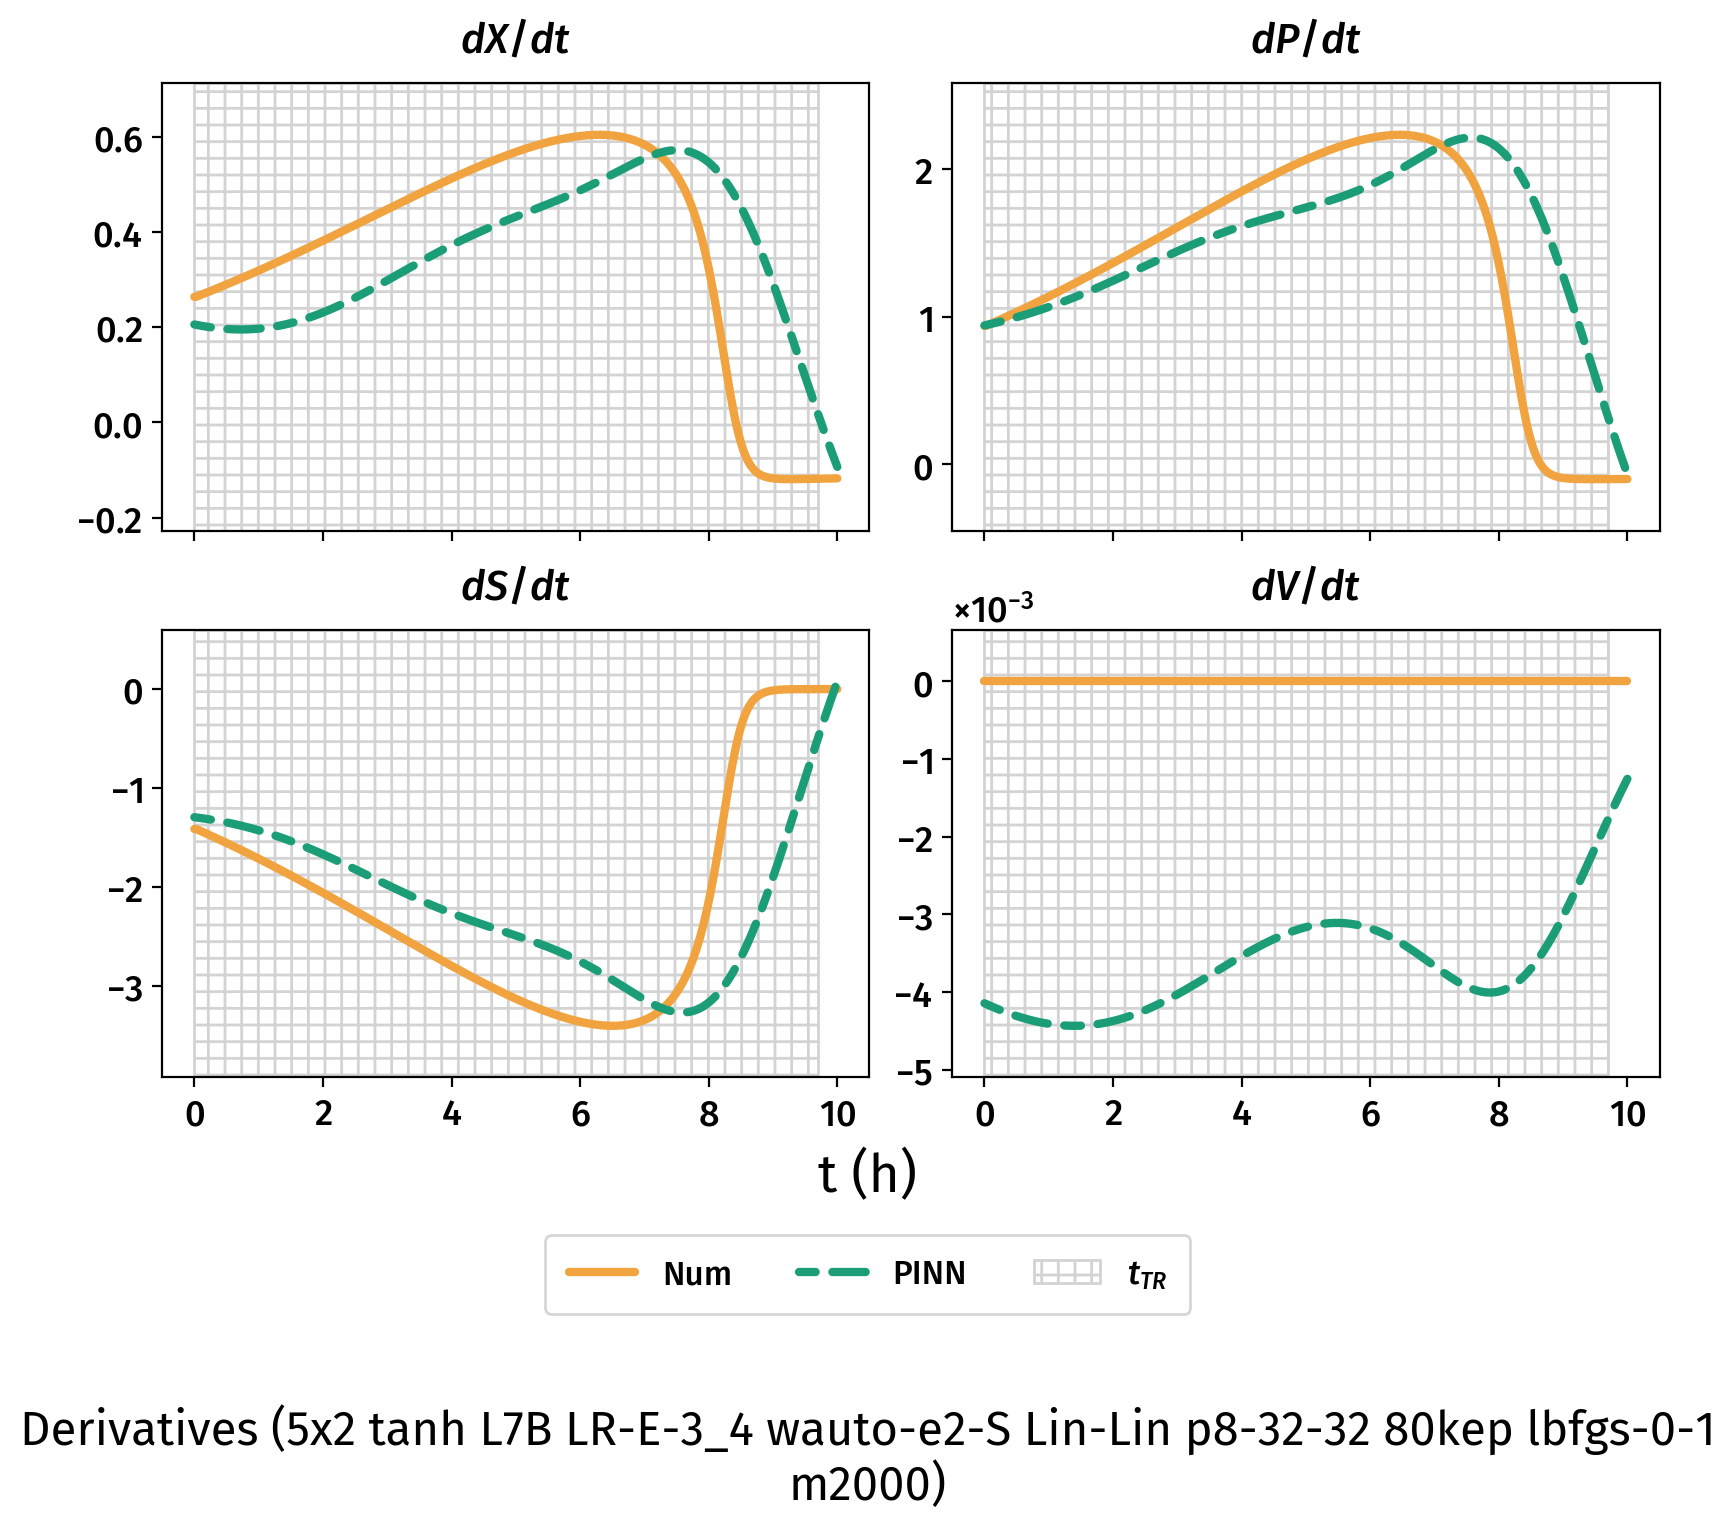 dX/dt
dP/dt
0.6
0.4
0.2
0.0
−0.2
2
1
0
dS/dt
dV/dt
×10⁻³
0
−1
−2
−3
0
−1
−2
−3
−4
−5
0 2 4 6 8 10
0 2 4 6 8 10
t (h)
Num PINN t_TR
Derivatives (5x2 tanh L7B LR-E-3_4 wauto-e2-S Lin-Lin p8-32-32 80kep lbfgs-0-1
m2000)